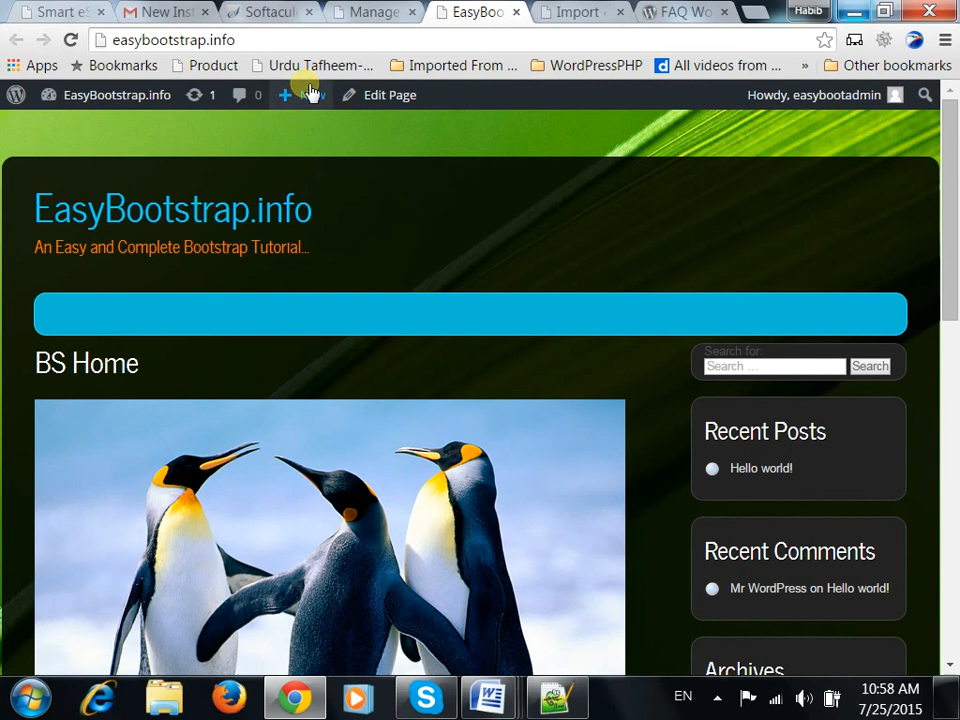 Smart eS
New Inst
Softacul
Manage
EasyBoo
Import
FAQ Wo
Habib
easybootstrap.info
Apps
Bookmarks
Product
Urdu Tafheem-...
Imported From ...
WordPressPHP
All videos from ...
»
Other bookmarks
EasyBootstrap.info
1
0
Edit Page
Howdy, easybootadmin
EasyBootstrap.info
An Easy and Complete Bootstrap Tutorial...
BS Home
Search for:
Search ...
Search
Recent Posts
Hello world!
Recent Comments
Mr WordPress on Hello world!
Archives
EN
10:58 AM
7/25/2015